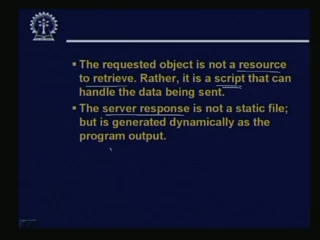 The requested object is not a resource
to retrieve. Rather, it is a script that can
handle the data being sent.
The server response is not a static file;
but is generated dynamically as the
program output.